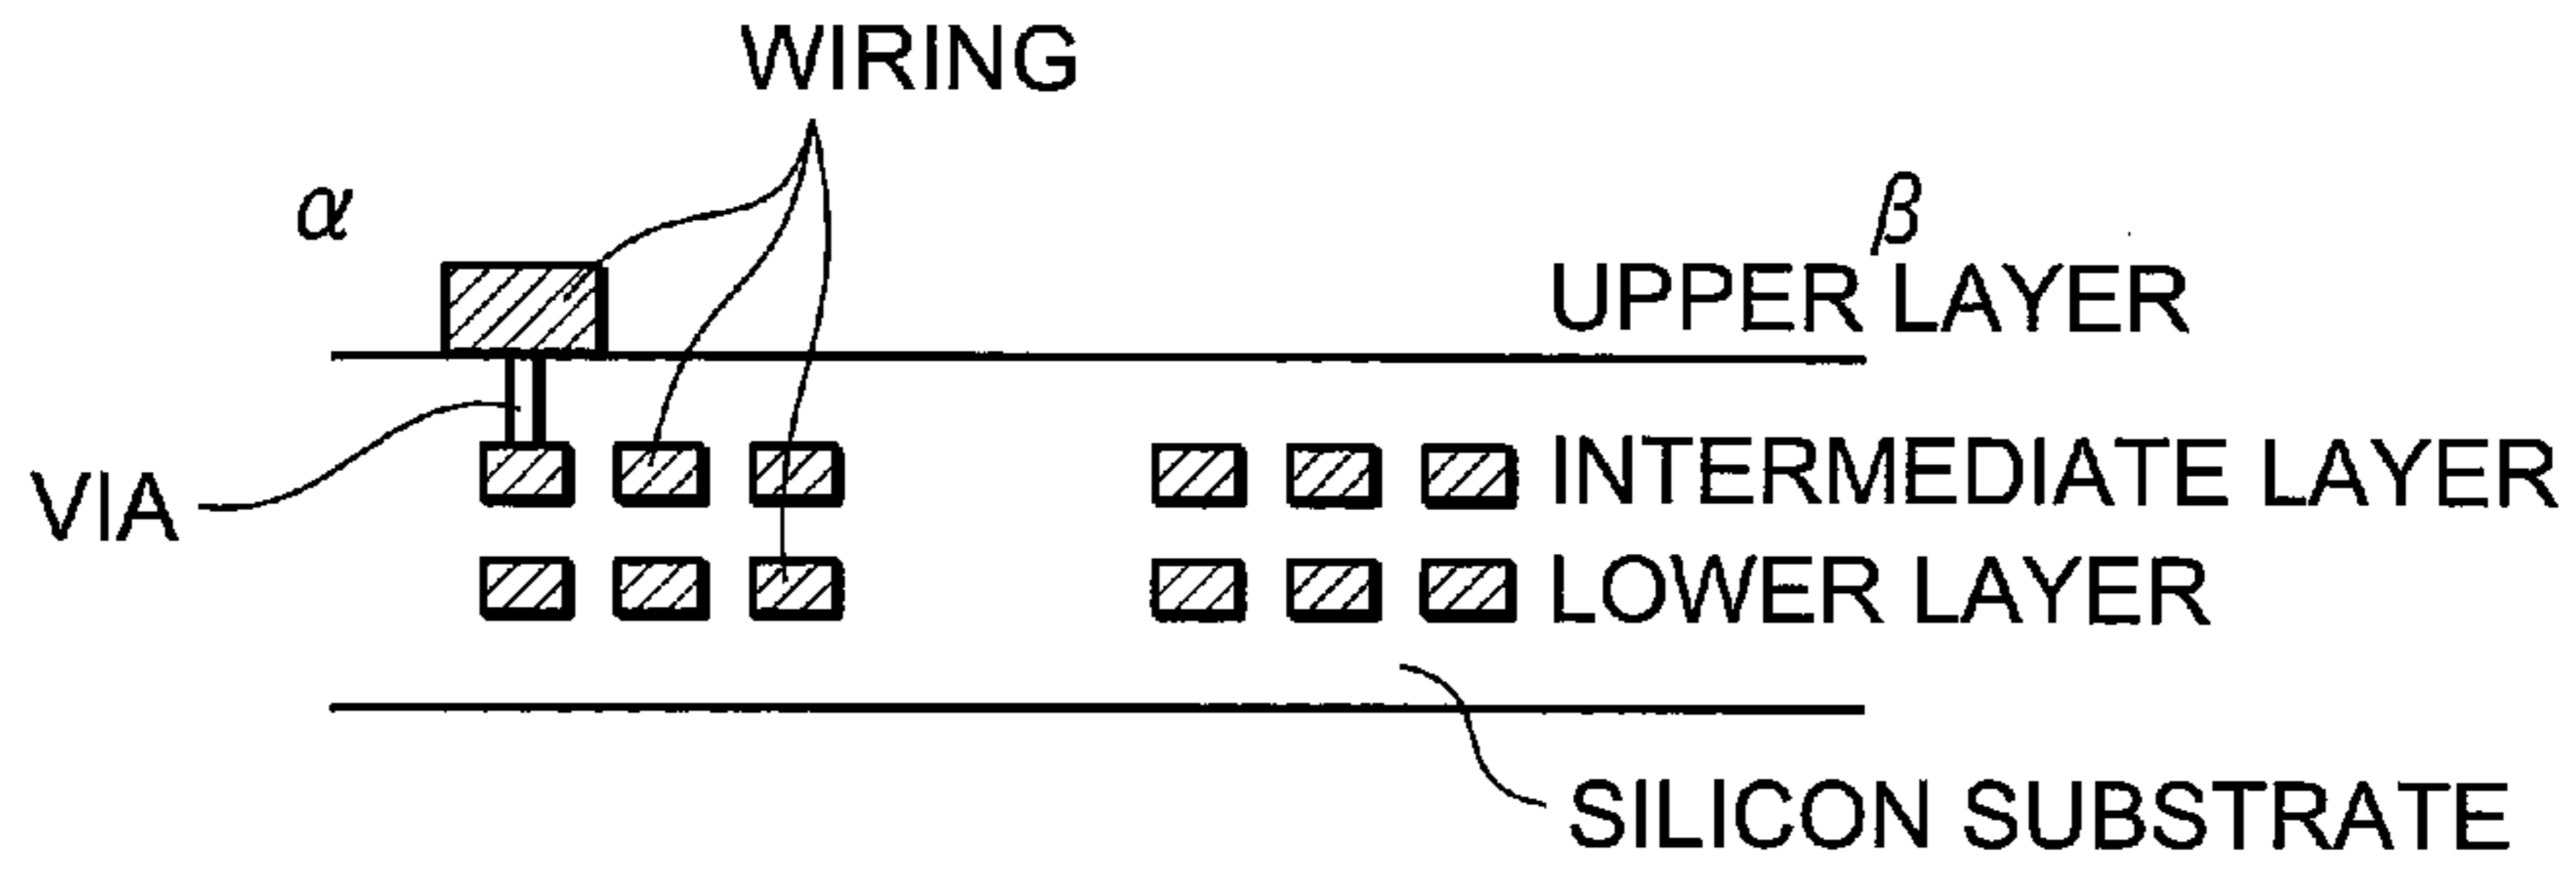 WIRING
α
β
UPPER LAYER
INTERMEDIATE LAYER
VIA
LOWER LAYER
SILICON SUBSTRATE